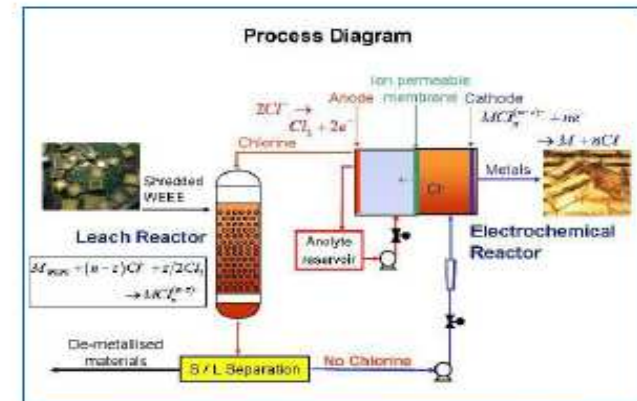 Process Diagram
Ion permeable
membrane
Anode
Cathode
2Cl⁻ →
Cl₂ + 2e⁻
Chlorine
→ M + nCl
Shredded
WEEE
Metals
Cl⁻
Leach Reactor
Anolyte
reservoir
Electrochemical
Reactor
De-metallised
materials
S / L Separation
No Chlorine